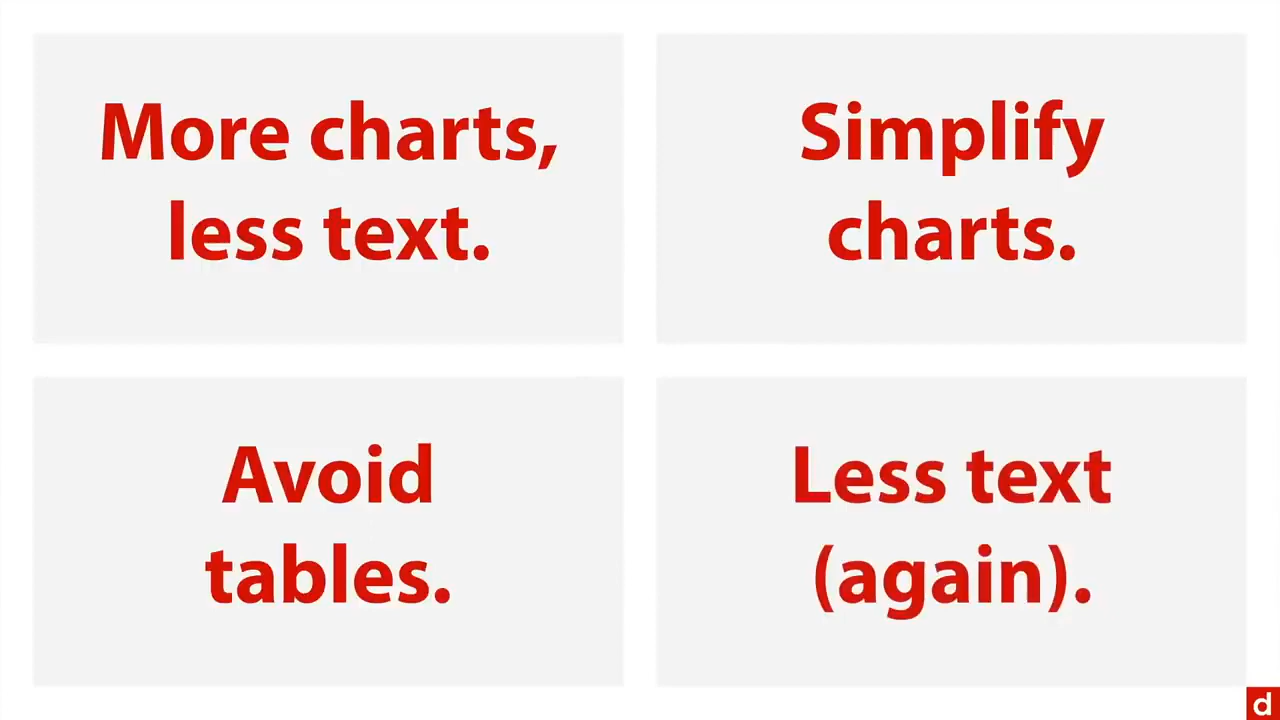 More charts,
less text.
Simplify
charts.
Avoid
tables.
Less text
(again).
d